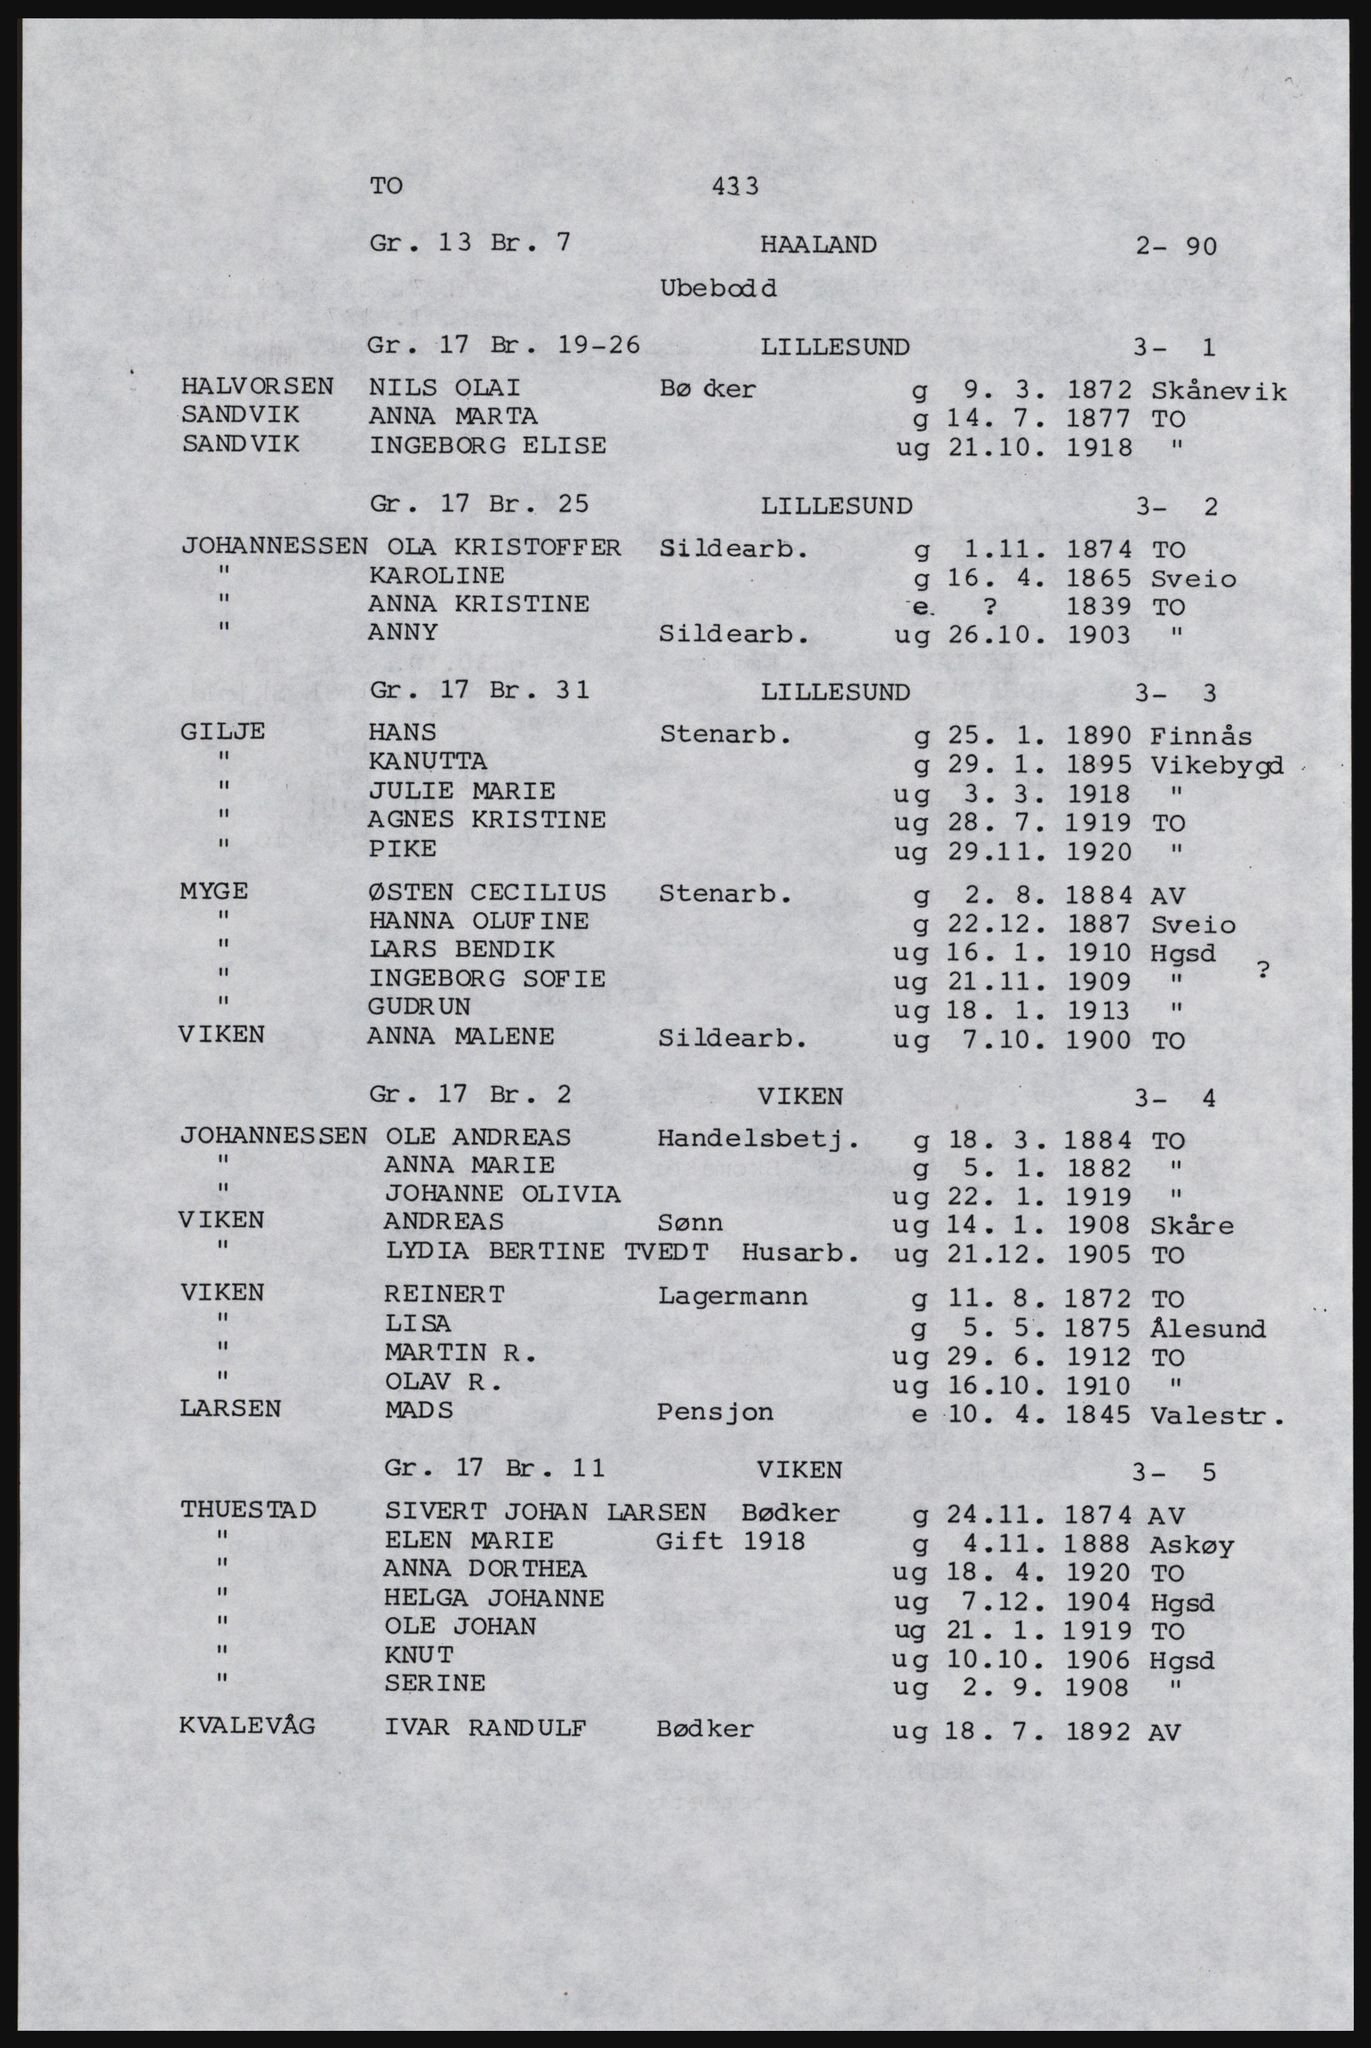 TO 433
Gr. 13 Br. 7 HAALAND 2- 90
Ubebodd
Gr. 17 Br. 19-26 LILLESUND 3- 1
HALVORSEN NILS OLAI Bødker g 9. 3. 1872 Skånevik
SANDVIK ANNA MARTA g 14. 7. 1877 TO
SANDVIK INGEBORG ELISE ug 21.10. 1918 "
Gr. 17 Br. 25 LILLESUND 3- 2
JOHANNESSEN OLA KRISTOFFER Sildearb. g 1.11. 1874 TO
" KAROLINE g 16. 4. 1865 Sveio
" ANNA KRISTINE e. ? 1839 TO
" ANNY Sildearb. ug 26.10. 1903 "
Gr. 17 Br. 31 LILLESUND 3- 3
GILJE HANS Stenarb. g 25. 1. 1890 Finnås
" KANUTTA g 29. 1. 1895 Vikebygd
" JULIE MARIE ug 3. 3. 1918 "
" AGNES KRISTINE ug 28. 7. 1919 TO
" PIKE ug 29.11. 1920 "
MYGE ØSTEN CECILIUS Stenarb. g 2. 8. 1884 AV
" HANNA OLUFINE g 22.12. 1887 Sveio
" LARS BENDIK ug 16. 1. 1910 Hgsd
" INGEBORG SOFIE ug 21.11. 1909 " ?
" GUDRUN ug 18. 1. 1913 "
VIKEN ANNA MALENE Sildearb. ug 7.10. 1900 TO
Gr. 17 Br. 2 VIKEN 3- 4
JOHANNESSEN OLE ANDREAS Handelsbetj. g 18. 3. 1884 TO
" ANNA MARIE g 5. 1. 1882 "
" JOHANNE OLIVIA ug 22. 1. 1919 "
VIKEN ANDREAS Sønn ug 14. 1. 1908 Skåre
" LYDIA BERTINE TVEDT Husarb. ug 21.12. 1905 TO
VIKEN REINERT Lagermann g 11. 8. 1872 TO
" LISA g 5. 5. 1875 Ålesund
" MARTIN R. ug 29. 6. 1912 TO
" OLAV R. ug 16.10. 1910 "
LARSEN MADS Pensjon e 10. 4. 1845 Valestr.
Gr. 17 Br. 11 VIKEN 3- 5
THUESTAD SIVERT JOHAN LARSEN Bødker g 24.11. 1874 AV
" ELEN MARIE Gift 1918 g 4.11. 1888 Askøy
" ANNA DORTHEA ug 18. 4. 1920 TO
" HELGA JOHANNE ug 7.12. 1904 Hgsd
" OLE JOHAN ug 21. 1. 1919 TO
" KNUT ug 10.10. 1906 Hgsd
" SERINE ug 2. 9. 1908 "
KVALEVÅG IVAR RANDULF Bødker ug 18. 7. 1892 AV